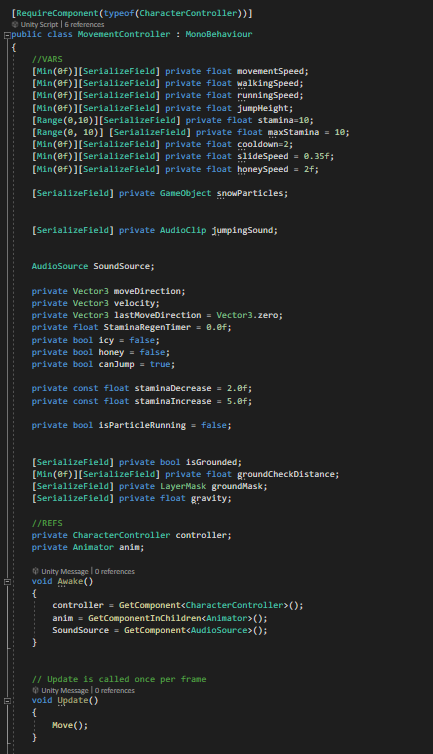 [RequireComponent(typeof(CharacterController))]
Unity Script | 6 references
public class MovementController : MonoBehaviour
{
//VARS
[Min(0f)][SerializeField] private float movementSpeed;
[Min(0f)][SerializeField] private float walkingSpeed;
[Min(0f)][SerializeField] private float runningSpeed;
[Min(0f)][SerializeField] private float jumpHeight;
[Range(0,10)][SerializeField] private float stamina=10;
[Range(0, 10)] [SerializeField] private float maxStamina = 10;
[Min(0f)][SerializeField] private float cooldown=2;
[Min(0f)][SerializeField] private float slideSpeed = 0.35f;
[Min(0f)][SerializeField] private float honeySpeed = 2f;
[SerializeField] private GameObject snowParticles;
[SerializeField] private AudioClip jumpingSound;
AudioSource SoundSource;
private Vector3 moveDirection;
private Vector3 velocity;
private Vector3 lastMoveDirection = Vector3.zero;
private float StaminaRegenTimer = 0.0f;
private bool icy = false;
private bool honey = false;
private bool canJump = true;
private const float staminaDecrease = 2.0f;
private const float staminaIncrease = 5.0f;
private bool isParticleRunning = false;
[SerializeField] private bool isGrounded;
[Min(0f)][SerializeField] private float groundCheckDistance;
[SerializeField] private LayerMask groundMask;
[SerializeField] private float gravity;
//REFS
private CharacterController controller;
private Animator anim;
Unity Message | 0 references
void Awake()
{
controller = GetComponent<CharacterController>();
anim = GetComponentInChildren<Animator>();
SoundSource = GetComponent<AudioSource>();
}
// Update is called once per frame
Unity Message | 0 references
void Update()
{
Move();
}